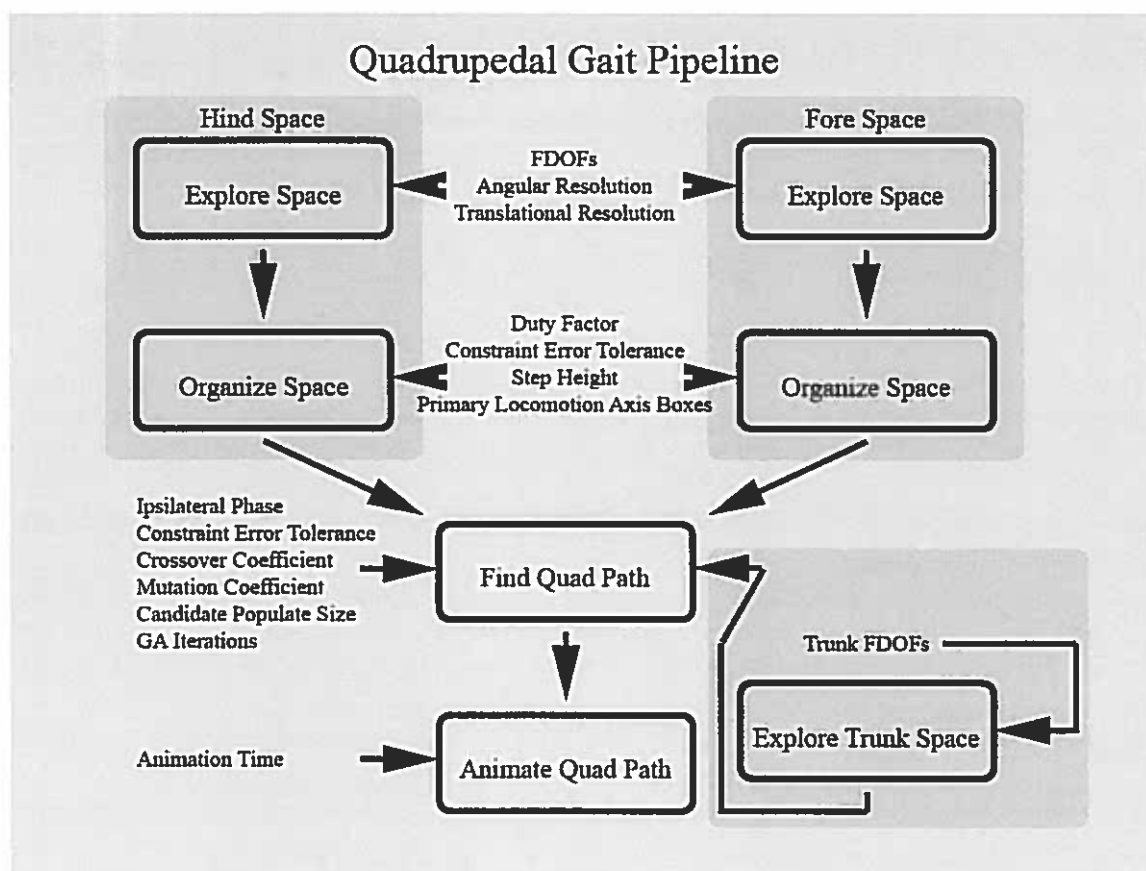 Quadrupedal Gait Pipeline
Hind Space
Fore Space
Explore Space
FDOFs
Angular Resolution
Translational Resolution
Explore Space
Organize Space
Duty Factor
Constraint Error Tolerance
Step Height
Primary Locomotion Axis Boxes
Organize Space
Ipsilateral Phase
Constraint Error Tolerance
Crossover Coefficient
Mutation Coefficient
Candidate Populate Size
GA Iterations
Find Quad Path
Trunk FDOFs
Explore Trunk Space
Animation Time
Animate Quad Path